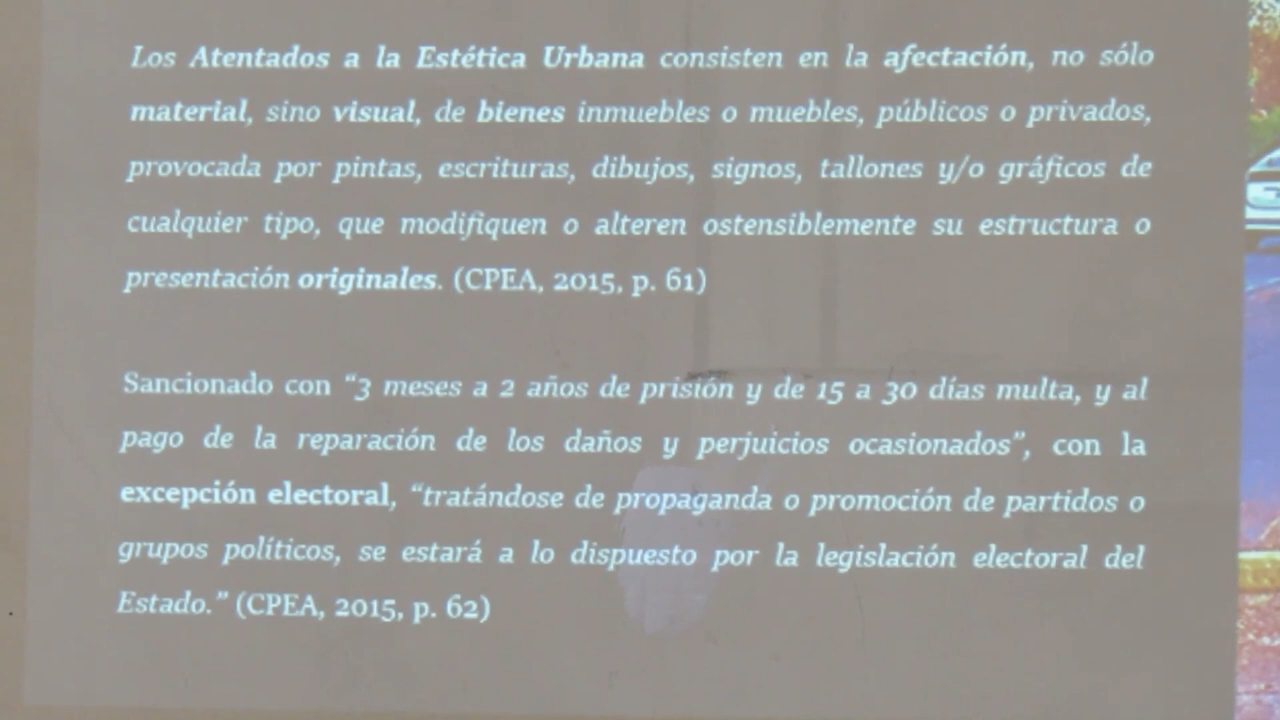 Los Atentados a la Estética Urbana consisten en la afectación, no sólo
material, sino visual, de bienes inmuebles o muebles, públicos o privados,
provocada por pintas, escrituras, dibujos, signos, tallones y/o gráficos de
cualquier tipo, que modifiquen o alteren ostensiblemente su estructura o
presentación originales. (CPEA, 2015, p. 61)
Sancionado con “3 meses a 2 años de prisión y de 15 a 30 días multa, y al
pago de la reparación de los daños y perjuicios ocasionados”, con la
excepción electoral, “tratándose de propaganda o promoción de partidos o
grupos políticos, se estará a lo dispuesto por la legislación electoral del
Estado.” (CPEA, 2015, p. 62)